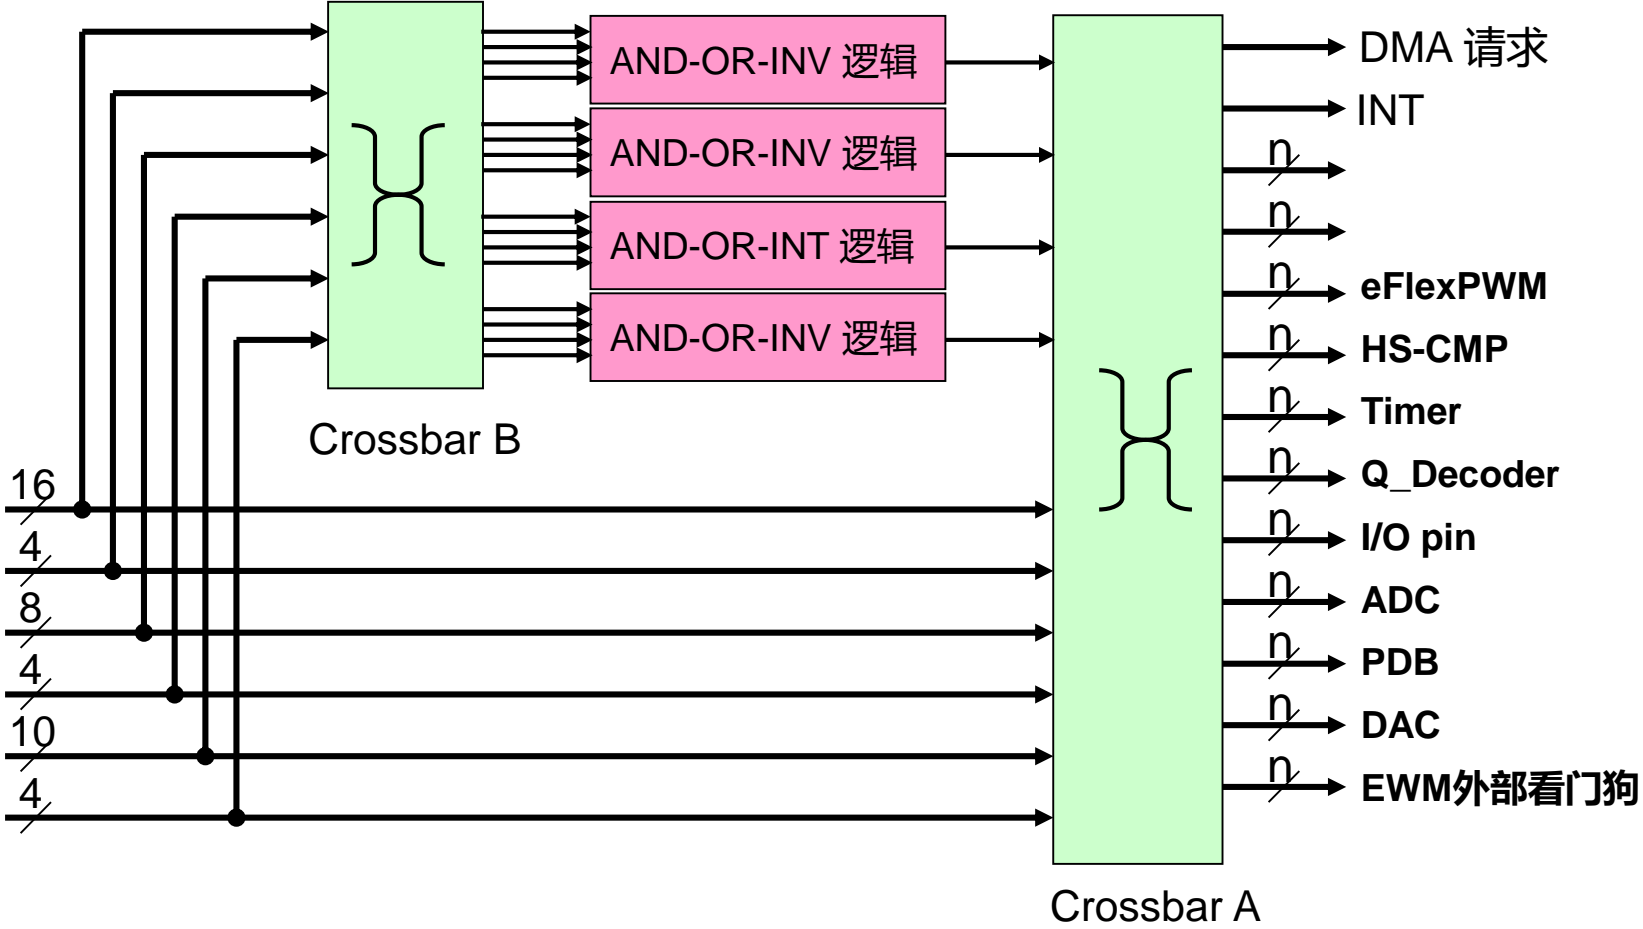 AND-OR-INV 逻辑
AND-OR-INV 逻辑
AND-OR-INT 逻辑
AND-OR-INV 逻辑
Crossbar B
16
4
8
4
10
4
DMA 请求
INT
n
n
n
eFlexPWM
n
HS-CMP
n
Timer
n
Q_Decoder
n
I/O pin
n
ADC
n
PDB
n
DAC
n
EWM外部看门狗
Crossbar A